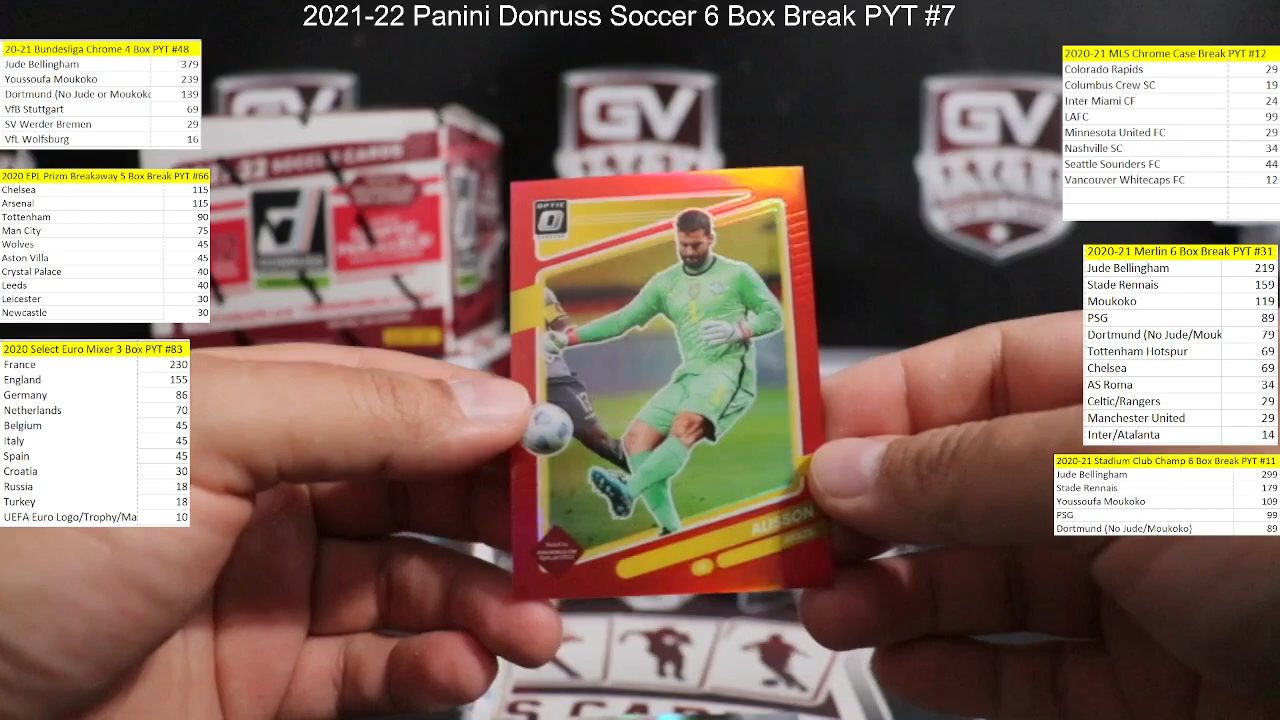 2021-22 Panini Donruss Soccer 6 Box Break PYT #7
20-21 Bundesliga Chrome 4 Box PYT #48
Jude Bellingham 379
Youssoufa Moukoko 239
Dortmund (No Jude or Moukoko 139
VfB Stuttgart 69
SV Werder Bremen 29
VfL Wolfsburg 16
2020 EPL Prizm Breakaway 5 Box Break PYT #66
Chelsea 115
Arsenal 115
Tottenham 90
Man City 75
Wolves 45
Aston Villa 45
Crystal Palace 40
Leeds 40
Leicester 30
Newcastle 30
2020 Select Euro Mixer 3 Box PYT #83
France 230
England 155
Germany 86
Netherlands 70
Belgium 45
Italy 45
Spain 45
Croatia 30
Russia 18
Turkey 18
UEFA Euro Logo/Trophy/Ma 10
GV
GV
GV
22 SOCCER CARDS
OPTIC
ALISSON
BRAZIL
S CAR
2020-21 MLS Chrome Case Break PYT #12
Colorado Rapids 29
Columbus Crew SC 19
Inter Miami CF 24
LAFC 99
Minnesota United FC 29
Nashville SC 34
Seattle Sounders FC 44
Vancouver Whitecaps FC 12
2020-21 Merlin 6 Box Break PYT #31
Jude Bellingham 219
Stade Rennais 159
Moukoko 119
PSG 89
Dortmund (No Jude/Mouk 79
Tottenham Hotspur 69
Chelsea 69
AS Roma 34
Celtic/Rangers 29
Manchester United 29
Inter/Atalanta 14
2020-21 Stadium Club Champ 6 Box Break PYT #11
Jude Bellingham 299
Stade Rennais 179
Youssoufa Moukoko 109
PSG 99
Dortmund (No Jude/Moukoko) 89